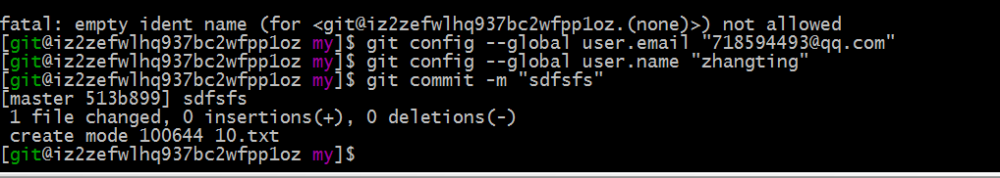 fatal: empty ident name (for <git@iz2zefwlhq937bc2wfpp1oz.(none)>) not allowed
[git@iz2zefwlhq937bc2wfpp1oz my]$ git config --global user.email "718594493@qq.com"
[git@iz2zefwlhq937bc2wfpp1oz my]$ git config --global user.name "zhangting"
[git@iz2zefwlhq937bc2wfpp1oz my]$ git commit -m "sdfsfs"
[master 513b899] sdfsfs
 1 file changed, 0 insertions(+), 0 deletions(-)
 create mode 100644 10.txt
[git@iz2zefwlhq937bc2wfpp1oz my]$